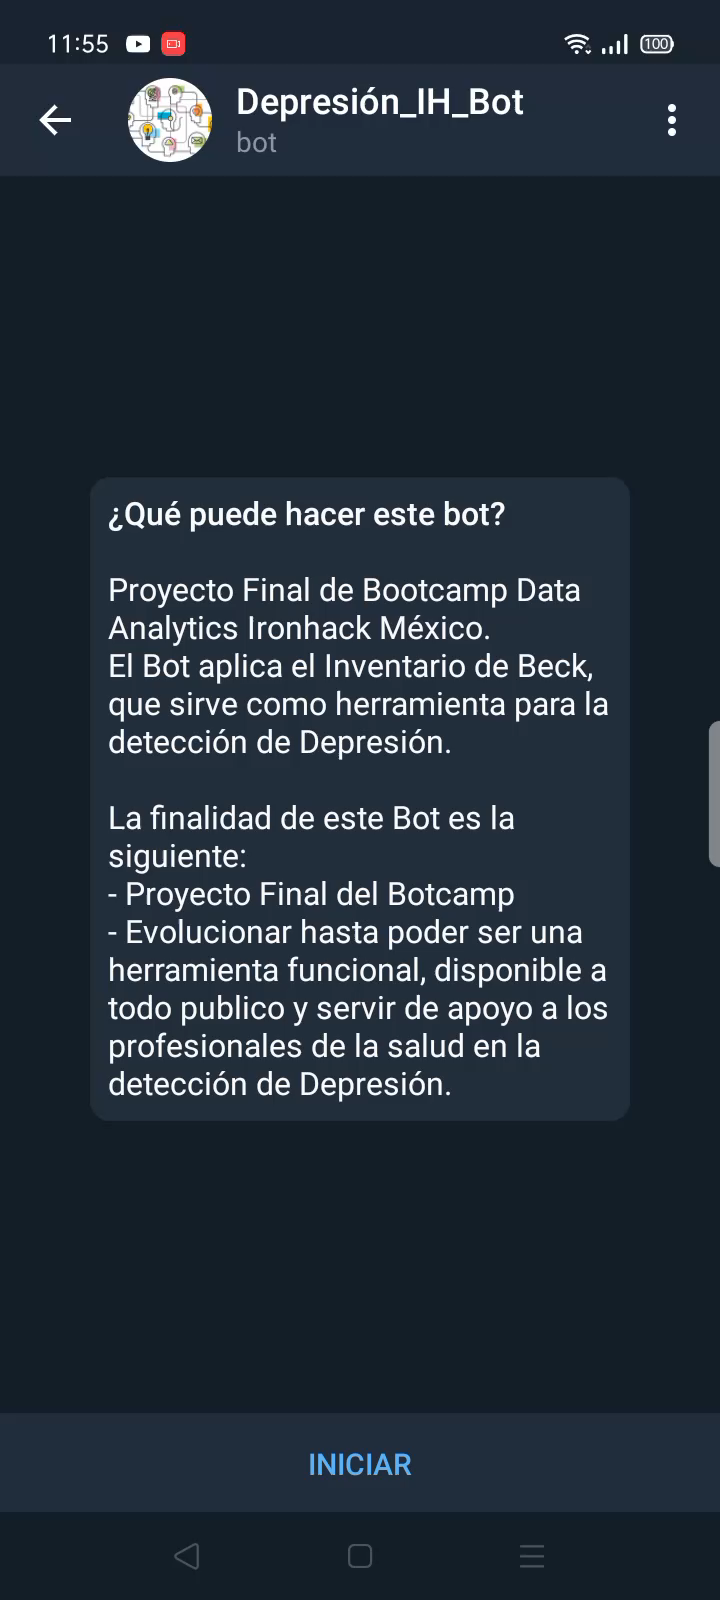 11:55
100
Depresión_IH_Bot
bot
¿Qué puede hacer este bot?
Proyecto Final de Bootcamp Data
Analytics Ironhack México.
El Bot aplica el Inventario de Beck,
que sirve como herramienta para la
detección de Depresión.
La finalidad de este Bot es la
siguiente:
- Proyecto Final del Botcamp
- Evolucionar hasta poder ser una
herramienta funcional, disponible a
todo publico y servir de apoyo a los
profesionales de la salud en la
detección de Depresión.
INICIAR